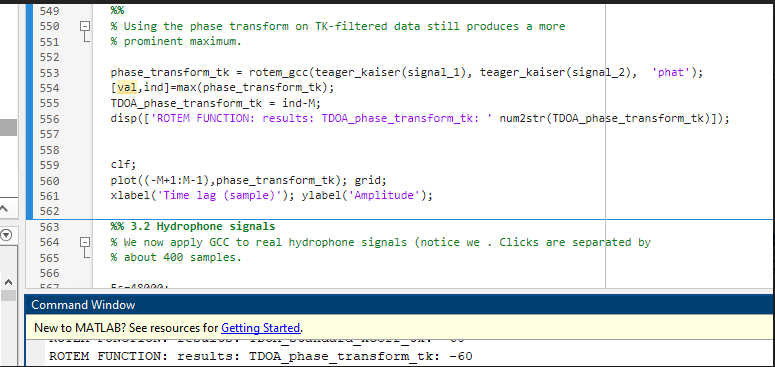 549 %%
550 % Using the phase transform on TK-filtered data still produces a more
551 % prominent maximum.
552
553 phase_transform_tk = rotem_gcc(teager_kaiser(signal_1), teager_kaiser(signal_2),  'phat');
554 [val,ind]=max(phase_transform_tk);
555 TDOA_phase_transform_tk = ind-M;
556 disp(['ROTEM FUNCTION: results: TDOA_phase_transform_tk: ' num2str(TDOA_phase_transform_tk)]);
557
558
559 clf;
560 plot((-M+1:M-1),phase_transform_tk); grid;
561 xlabel('Time lag (sample)'); ylabel('Amplitude');
562
563 %% 3.2 Hydrophone signals
564 % We now apply GCC to real hydrophone signals (notice we . Clicks are separated by
565 % about 400 samples.
566
567 Fs=48000;
Command Window
New to MATLAB? See resources for Getting Started.
ROTEM FUNCTION: results:
ROTEM FUNCTION: results: TDOA_phase_transform_tk: -60